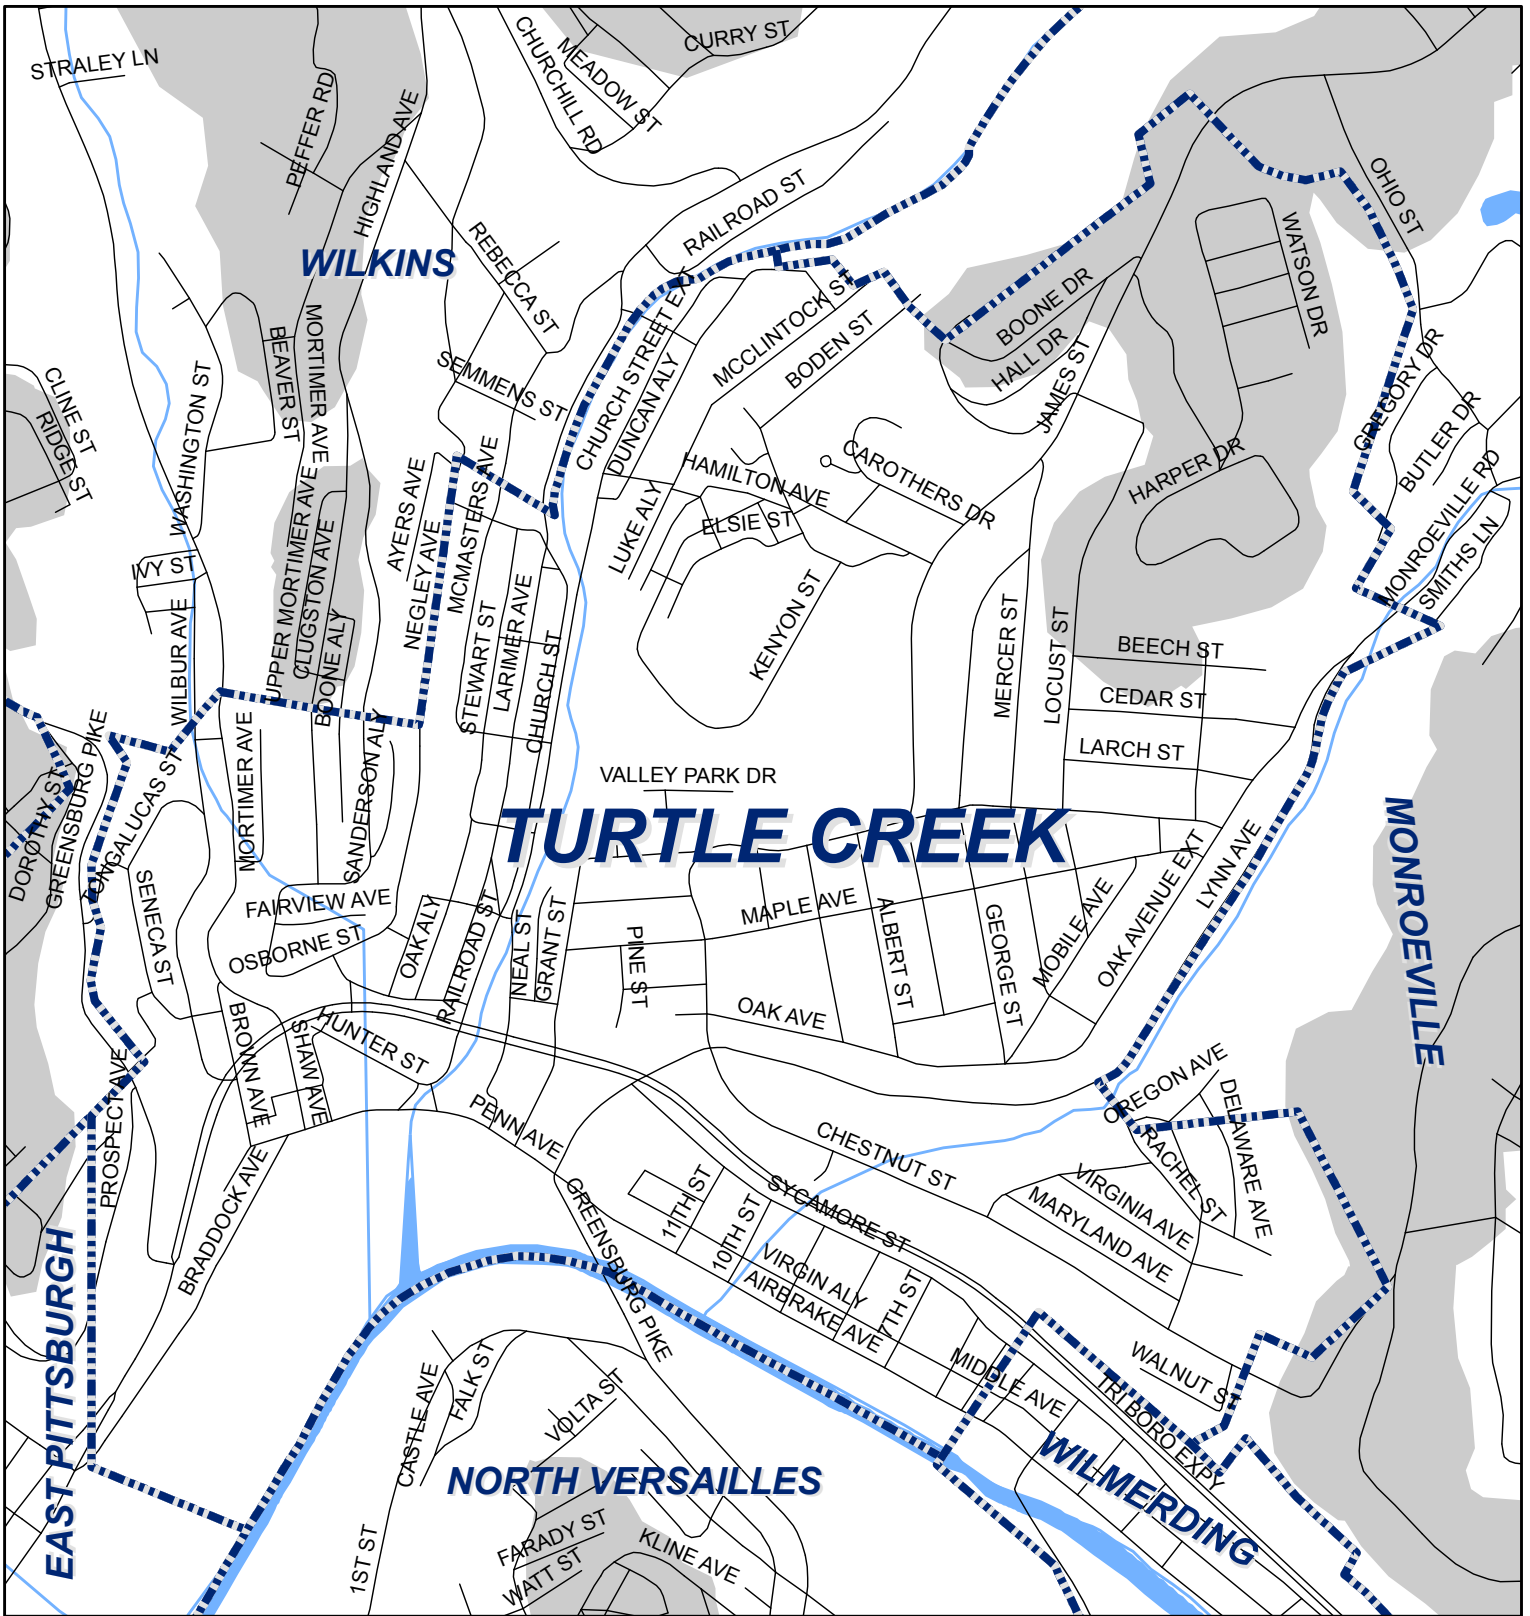 STRALEY LN
PEFFER RD
HIGHLAND AVE
CHURCHILL RD
MEADOW ST
CURRY ST
OHIO ST
RAILROAD ST
WILKINS
REBECCA ST
WATSON DR
BOONE DR
HALL DR
JAMES ST
CHURCH STREET EXT
DUNCAN ALY
MCCLINTOCK ST
BODEN ST
SEMMENS ST
BEAVER ST
MORTIMER AVE
WASHINGTON ST
CLINE ST
RIDGE ST
GREGORY DR
BUTLER DR
MONROEVILLE RD
SMITHS LN
HARPER DR
CAROTHERS DR
HAMILTON AVE
ELSIE ST
LUKE ALY
KENYON ST
AYERS AVE
NEGLEY AVE
MCMASTERS AVE
UPPER MORTIMER AVE
CLUGSTON AVE
BOONE ALY
IVY ST
WILBUR AVE
STEWART ST
LARIMER AVE
CHURCH ST
MERCER ST
LOCUST ST
BEECH ST
CEDAR ST
LARCH ST
VALLEY PARK DR
TURTLE CREEK
MONROEVILLE
DOROTHY ST
GREENSBURG PIKE
TONGALUCAS ST
MORTIMER AVE
SANDERSON ALY
SENECA ST
FAIRVIEW AVE
OSBORNE ST
OAK ALY
RAILROAD ST
NEAL ST
GRANT ST
PINE ST
MAPLE AVE
ALBERT ST
GEORGE ST
MOBILE AVE
OAK AVENUE EXT
LYNN AVE
OAK AVE
BROWN AVE
SHAW AVE
HUNTER ST
PROSPECT AVE
PENN AVE
BRADDOCK AVE
GREENSBURG PIKE
CHESTNUT ST
SYCAMORE ST
11TH ST
10TH ST
VIRGIN ALY
AIRBRAKE AVE
7TH ST
OREGON AVE
DELAWARE AVE
RACHEL ST
VIRGINIA AVE
MARYLAND AVE
WALNUT ST
MIDDLE AVE
TRI BORO EXPY
WILMERDING
EAST PITTSBURGH
CASTLE AVE
FALK ST
VOLTA ST
NORTH VERSAILLES
1ST ST
FARADY ST
WATT ST
KLINE AVE